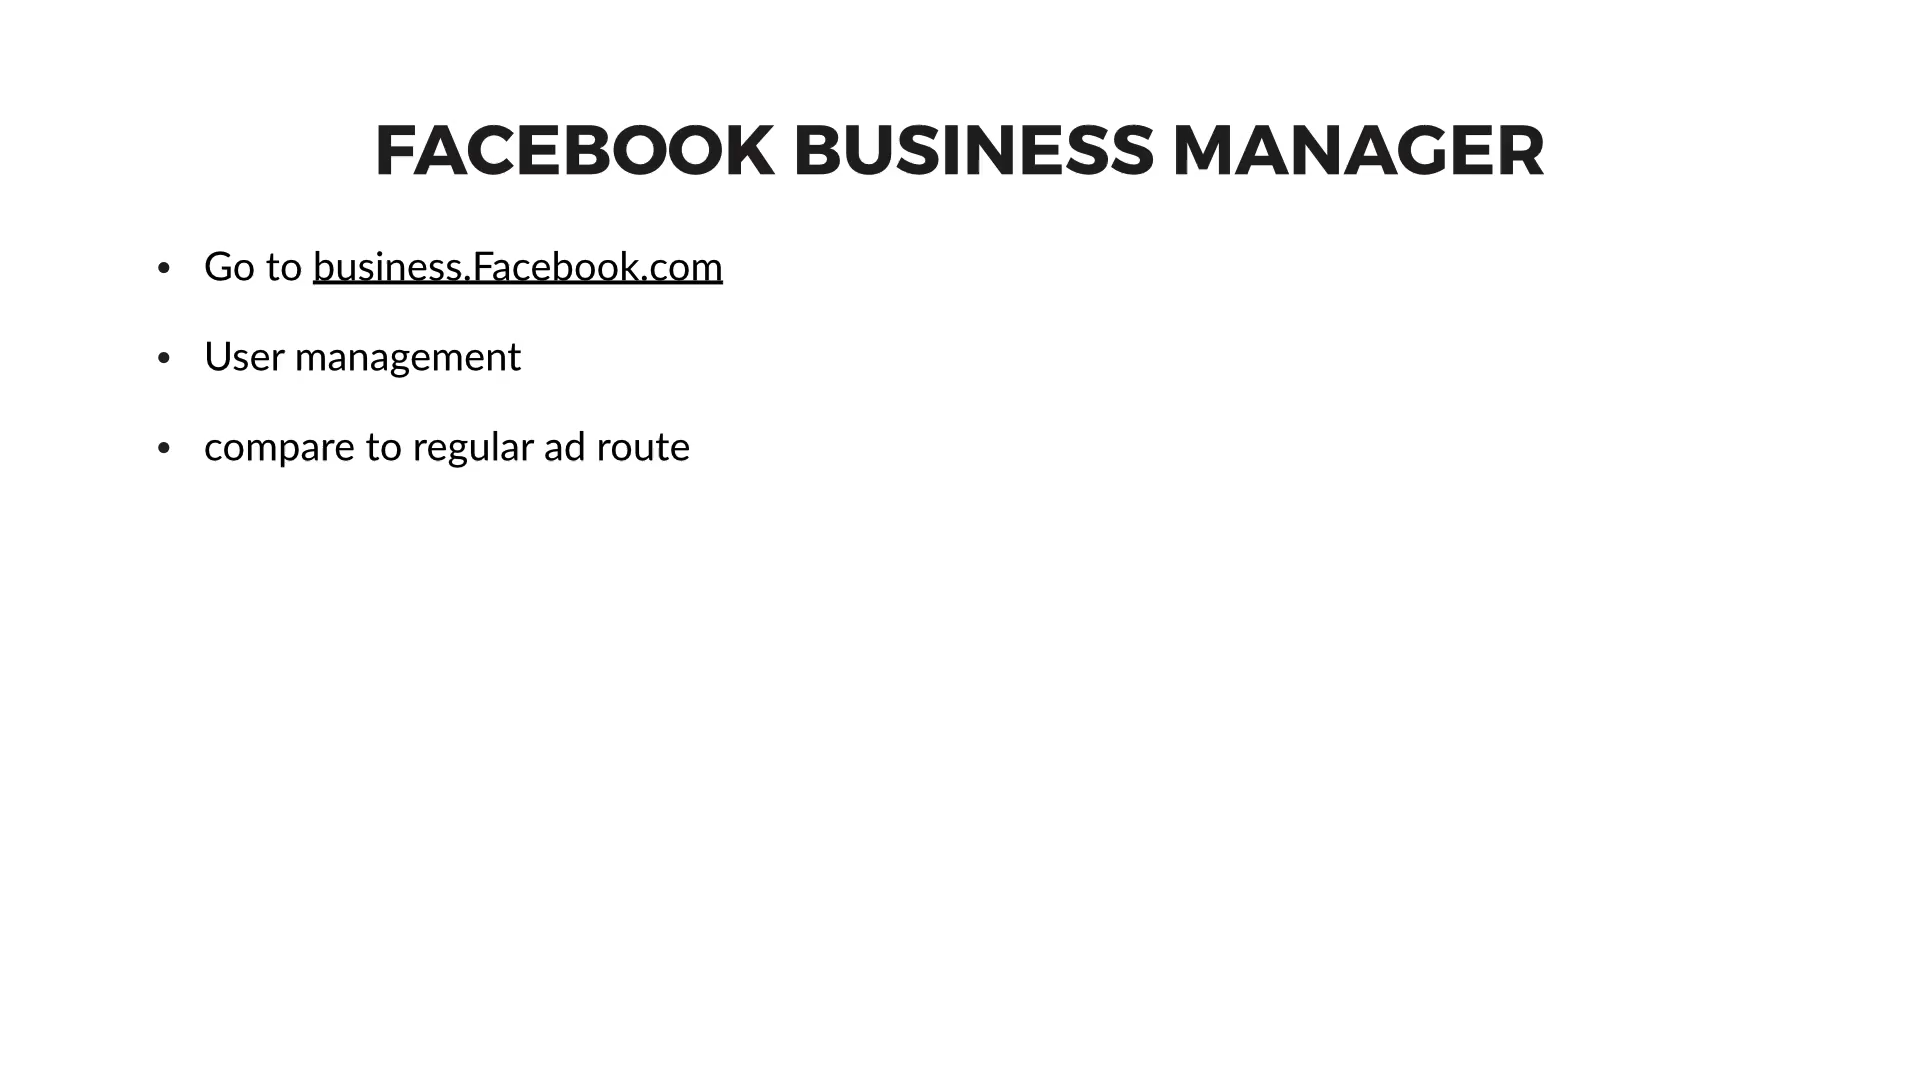 FACEBOOK BUSINESS MANAGER
• Go to business.Facebook.com
• User management
• compare to regular ad route